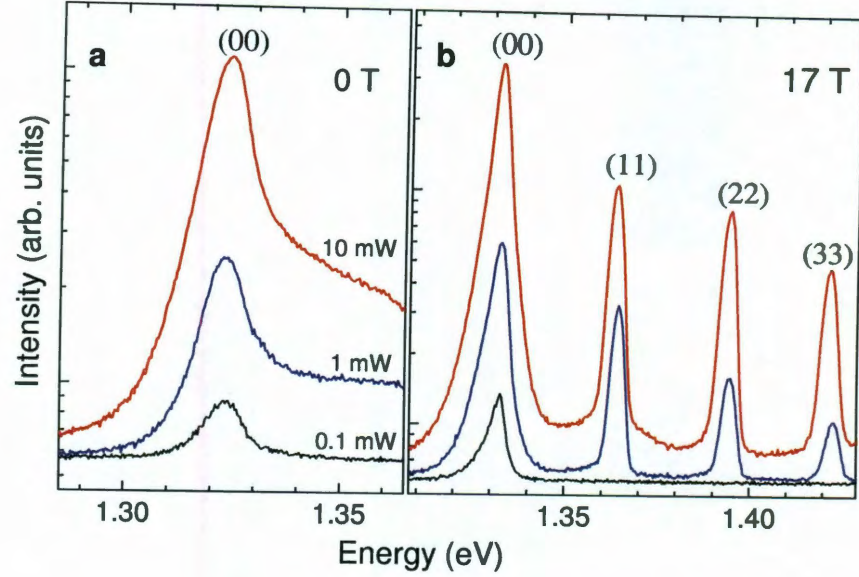 a
(00)
0 T
10 mW
1 mW
0.1 mW
b
(00)
17 T
(11)
(22)
(33)
Intensity (arb. units)
1.30
1.35
1.35
1.40
Energy (eV)